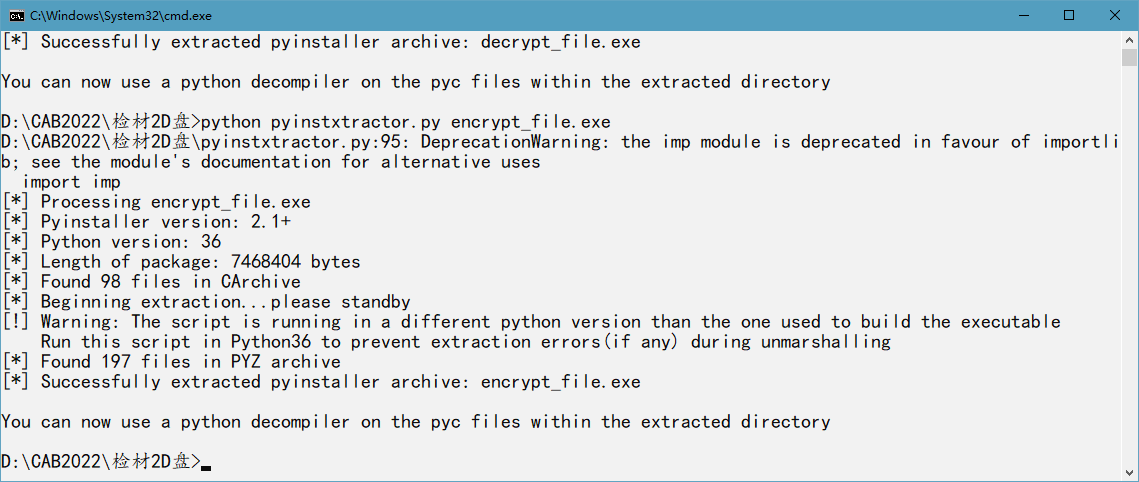 C:\Windows\System32\cmd.exe
[*] Successfully extracted pyinstaller archive: decrypt_file.exe
You can now use a python decompiler on the pyc files within the extracted directory
D:\CAB2022\检材2D盘>python pyinstxtractor.py encrypt_file.exe
D:\CAB2022\检材2D盘\pyinstxtractor.py:95: DeprecationWarning: the imp module is deprecated in favour of importli
b; see the module's documentation for alternative uses
  import imp
[*] Processing encrypt_file.exe
[*] Pyinstaller version: 2.1+
[*] Python version: 36
[*] Length of package: 7468404 bytes
[*] Found 98 files in CArchive
[*] Beginning extraction...please standby
[!] Warning: The script is running in a different python version than the one used to build the executable
    Run this script in Python36 to prevent extraction errors(if any) during unmarshalling
[*] Found 197 files in PYZ archive
[*] Successfully extracted pyinstaller archive: encrypt_file.exe
You can now use a python decompiler on the pyc files within the extracted directory
D:\CAB2022\检材2D盘>